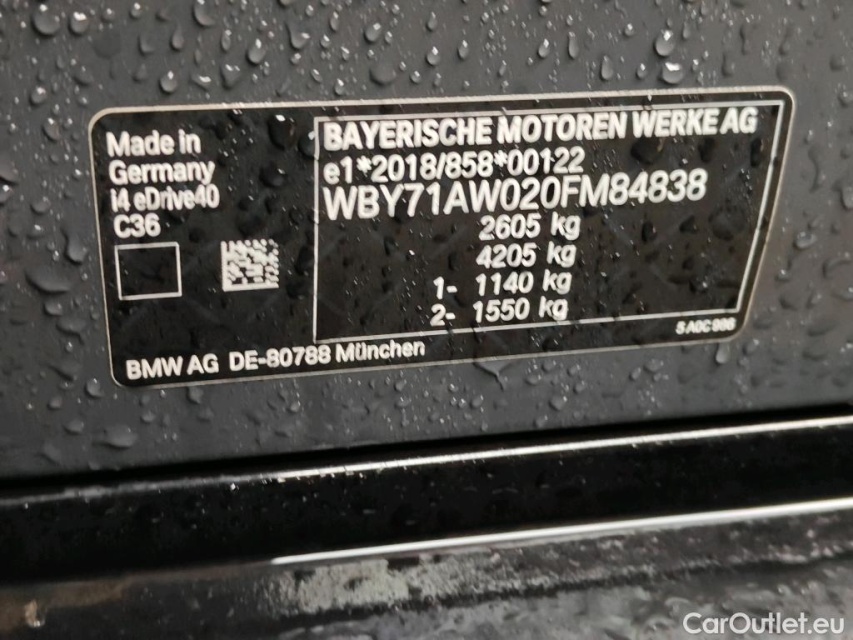 Made in
Germany
I4 eDrive40
C36
BAYERISCHE MOTOREN WERKE AG
e1*2018/858*00122
WBY71AW020FM84838
2605 kg
4205 kg
1- 1140 kg
2- 1550 kg
BMW AG DE-80788 München
CarOutlet.eu